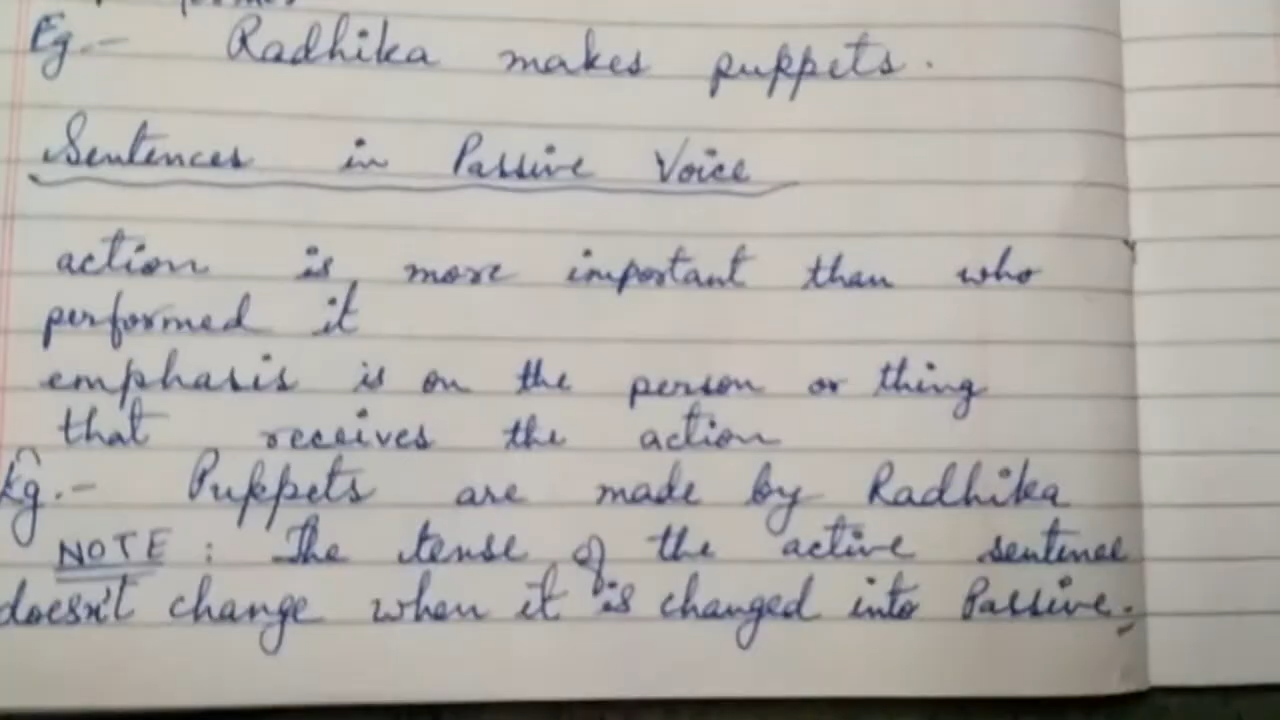 Eg.- Radhika makes puppets.
Sentences in Passive Voice
action is more important than who
performed it
emphasis is on the person or thing
that receives the action
Eg.- Puppets are made by Radhika
NOTE : The tense of the active sentence
doesn't change when it is changed into Passive.